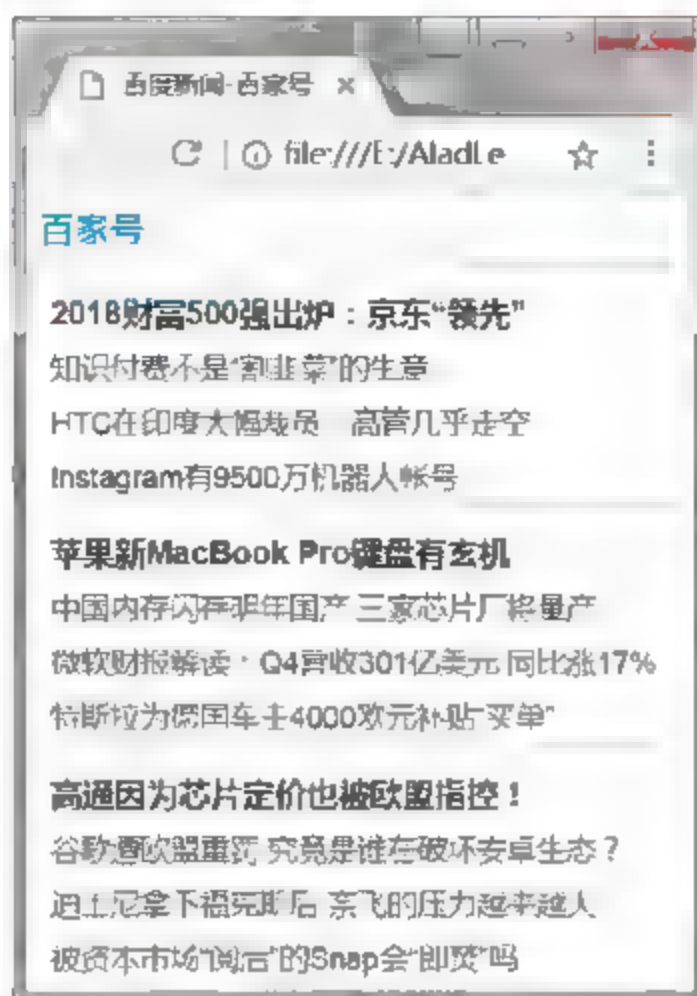 百度新闻-百家号
file:///E:/Alad
百家号
2018财富500强出炉：京东“领先”
知识付费不是“割韭菜”的生意
HTC在印度大幅裁员 高管几乎走空
Instagram有9500万机器人帐号
苹果新MacBook Pro键盘有玄机
中国内存闪存明年国产 三家芯片厂将量产
微软财报解读：Q4营收301亿美元 同比涨17%
特斯拉为德国车主4000欧元补贴“买单”
高通因为芯片定价也被欧盟指控！
谷歌遭欧盟重罚 究竟是谁在破坏安卓生态？
迪士尼拿下福克斯后 奈飞的压力越来越大
被资本市场 的Snap会“即焚”吗